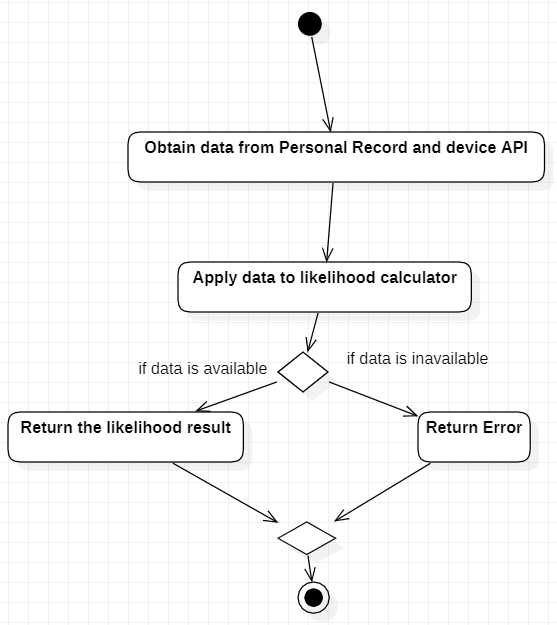 Obtain data from Personal Record and device API
Apply data to likelihood calculator
if data is available
if data is inavailable
Return the likelihood result
Return Error